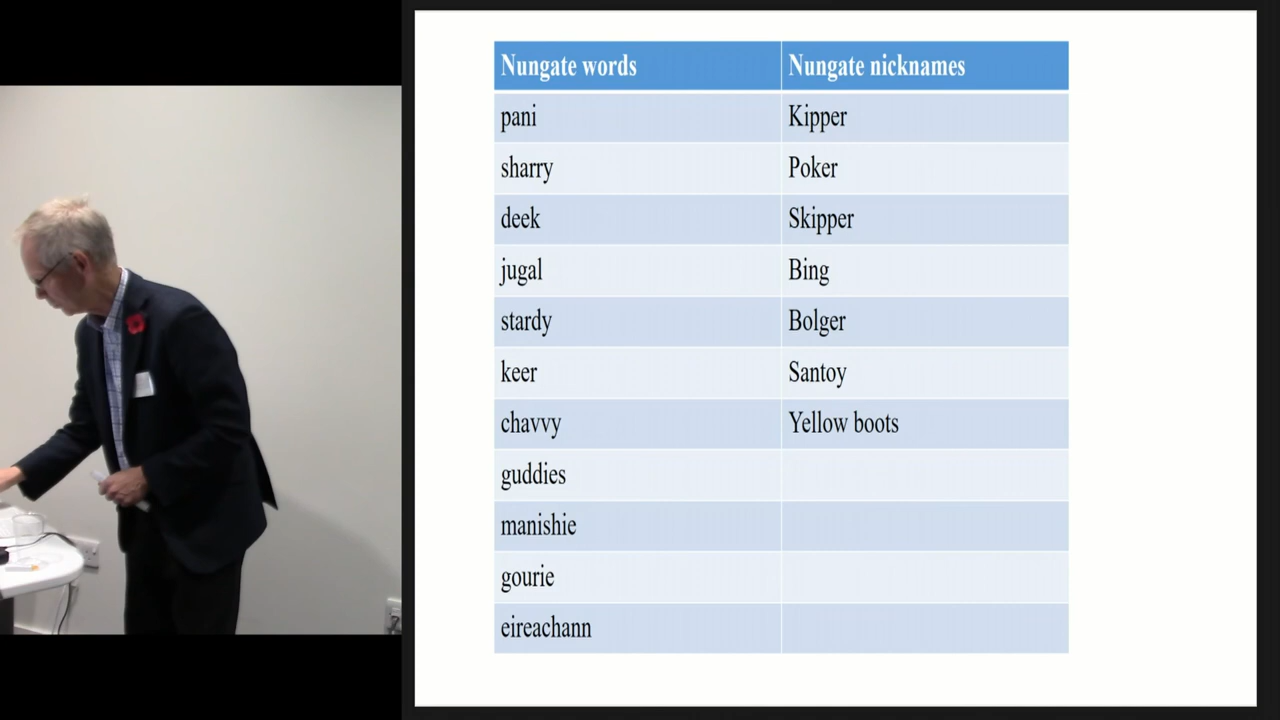 Nungate words Nungate nicknames
pani Kipper
sharry Poker
deek Skipper
jugal Bing
stardy Bolger
keer Santoy
chavvy Yellow boots
guddies
manishie
gourie
eireachann